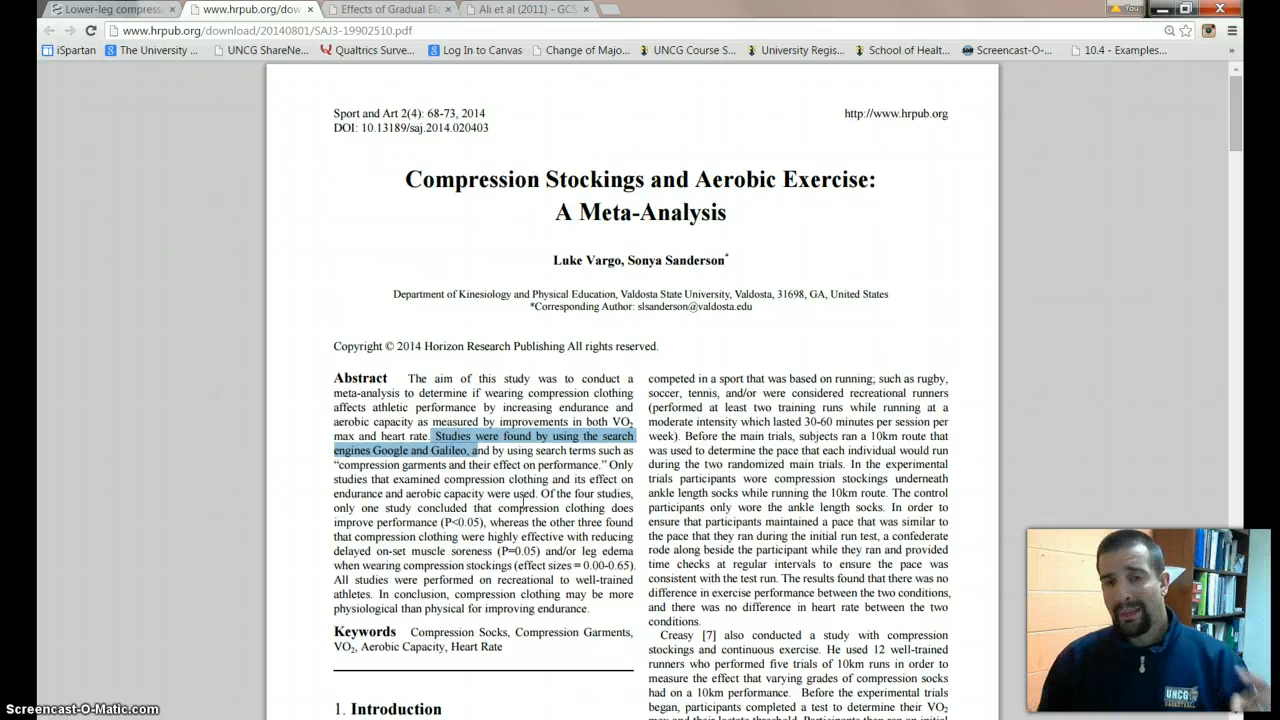 Lower-leg compress
www.hrpub.org/dow
Effects of Gradual El
Ali et al (2011) - GCS
You
www.hrpub.org/download/20140801/SAJ3-19902510.pdf
iSpartan
The University ...
UNCG ShareNe...
Qualtrics Surve...
Log In to Canvas
Change of Majo...
UNCG Course S...
University Regis...
School of Healt...
Screencast-O-...
10.4 - Examples...
»
Sport and Art 2(4): 68-73, 2014
http://www.hrpub.org
DOI: 10.13189/saj.2014.020403
Compression Stockings and Aerobic Exercise:
A Meta-Analysis
Luke Vargo, Sonya Sanderson*
Department of Kinesiology and Physical Education, Valdosta State University, Valdosta, 31698, GA, United States
*Corresponding Author: slsanderson@valdosta.edu
Copyright © 2014 Horizon Research Publishing All rights reserved.
Abstract The aim of this study was to conduct a
meta-analysis to determine if wearing compression clothing
affects athletic performance by increasing endurance and
aerobic capacity as measured by improvements in both VO2
max and heart rate. Studies were found by using the search
engines Google and Galileo, and by using search terms such as
“compression garments and their effect on performance.” Only
studies that examined compression clothing and its effect on
endurance and aerobic capacity were used. Of the four studies,
only one study concluded that compression clothing does
improve performance (P<0.05), whereas the other three found
that compression clothing were highly effective with reducing
delayed on-set muscle soreness (P=0.05) and/or leg edema
when wearing compression stockings (effect sizes = 0.00-0.65).
All studies were performed on recreational to well-trained
athletes. In conclusion, compression clothing may be more
physiological than physical for improving endurance.
Keywords Compression Socks, Compression Garments,
VO2, Aerobic Capacity, Heart Rate
1. Introduction
competed in a sport that was based on running; such as rugby,
soccer, tennis, and/or were considered recreational runners
(performed at least two training runs while running at a
moderate intensity which lasted 30-60 minutes per session per
week). Before the main trials, subjects ran a 10km route that
was used to determine the pace that each individual would run
during the two randomized main trials. In the experimental
trials participants wore compression stockings underneath
ankle length socks while running the 10km route. The control
participants only wore the ankle length socks. In order to
ensure that participants maintained a pace that was similar to
the pace that they ran during the initial run test, a confederate
rode along beside the participant while they ran and provided
time checks at regular intervals to ensure the pace was
consistent with the test run. The results found that there was no
difference in exercise performance between the two conditions,
and there was no difference in heart rate between the two
conditions.
Creasy [7] also conducted a study with compression
stockings and continuous exercise. He used 12 well-trained
runners who performed five trials of 10km runs in order to
measure the effect that varying grades of compression socks
had on a 10km performance. Before the experimental trials
began, participants completed a test to determine their VO2
max and their lactate threshold. Participants then ran an initial
UNCG
BASKETBALL
Screencast-O-Matic.com